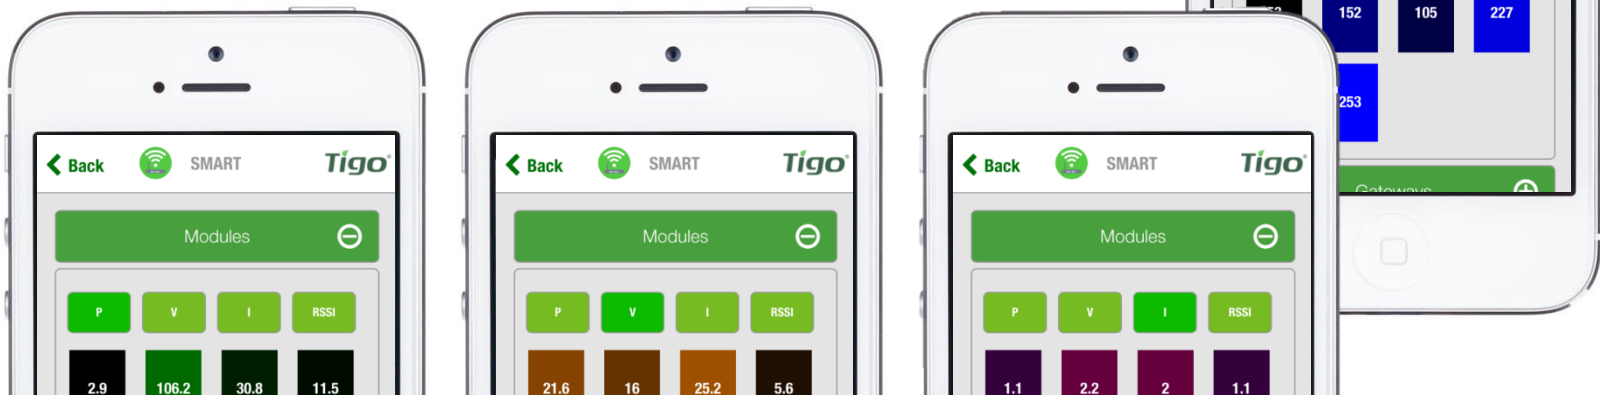 Back SMART Tigo
Modules
P V I RSSI
2.9 106.2 30.8 11.5
Back SMART Tigo
Modules
P V I RSSI
21.6 16 25.2 5.6
Back SMART Tigo
Modules
P V I RSSI
1.1 2.2 2 1.1
152 105 227
253
Gateways